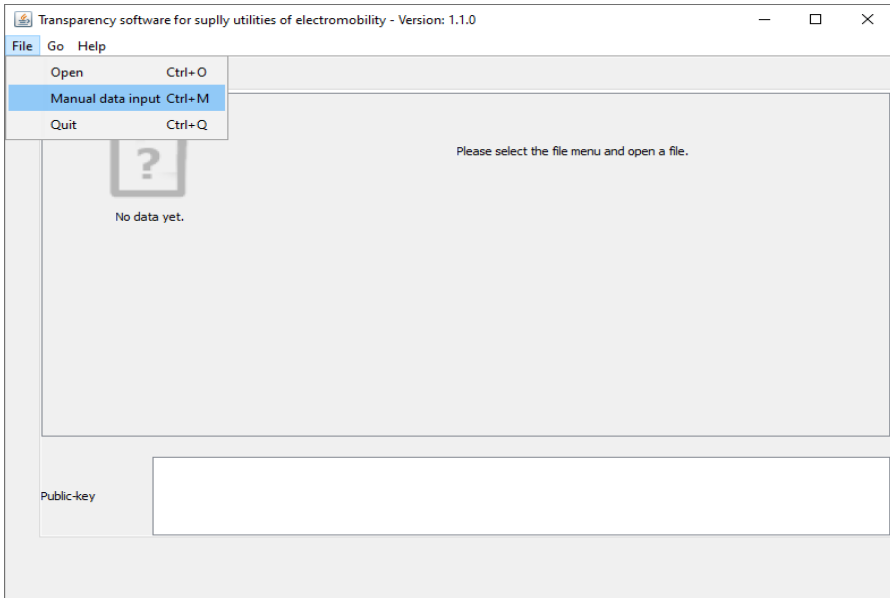 Transparency software for suplly utilities of electromobility - Version: 1.1.0
File Go Help
Open Ctrl+O
Manual data input Ctrl+M
Quit Ctrl+Q
?
Please select the file menu and open a file.
No data yet.
Public-key